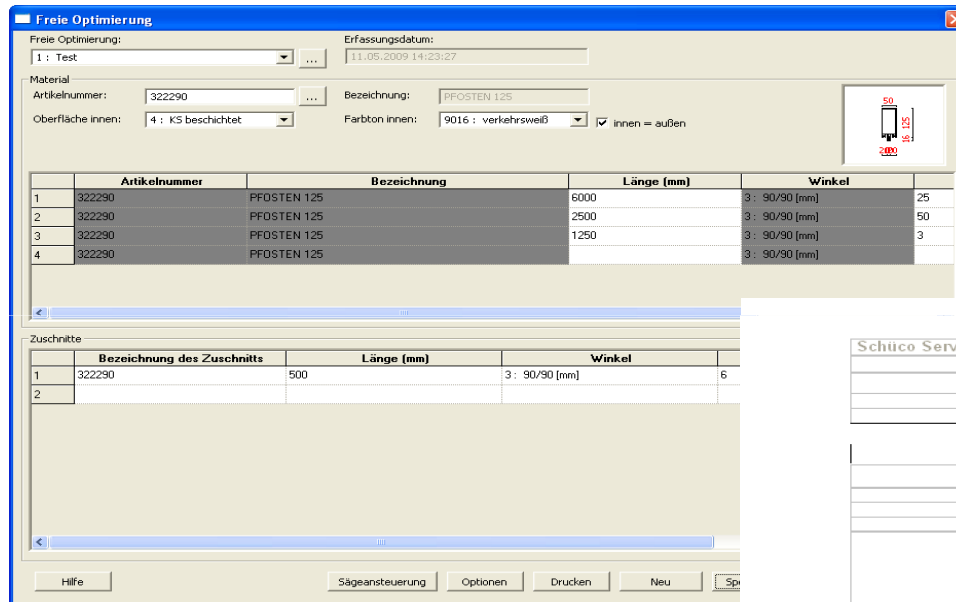 Freie Optimierung
Freie Optimierung:
Erfassungsdatum:
1 : Test
...
11.05.2009 14:23:27
Material
Artikelnummer:
322290
...
Bezeichnung:
PFOSTEN 125
Oberfläche innen:
4 : KS beschichtet
Farbton innen:
9016 : verkehrsweiß
innen = außen
50
125
16
Artikelnummer Bezeichnung Länge (mm) Winkel
1 322290 PFOSTEN 125 6000 3 : 90/90 [mm] 25
2 322290 PFOSTEN 125 2500 3 : 90/90 [mm] 50
3 322290 PFOSTEN 125 1250 3 : 90/90 [mm] 3
4 322290 PFOSTEN 125 3 : 90/90 [mm]
Zuschnitte
Bezeichnung des Zuschnitts Länge (mm) Winkel
1 322290 500 3 : 90/90 [mm] 6
2
Schüco Serv
Hilfe Sägeansteuerung Optionen Drucken Neu Spe